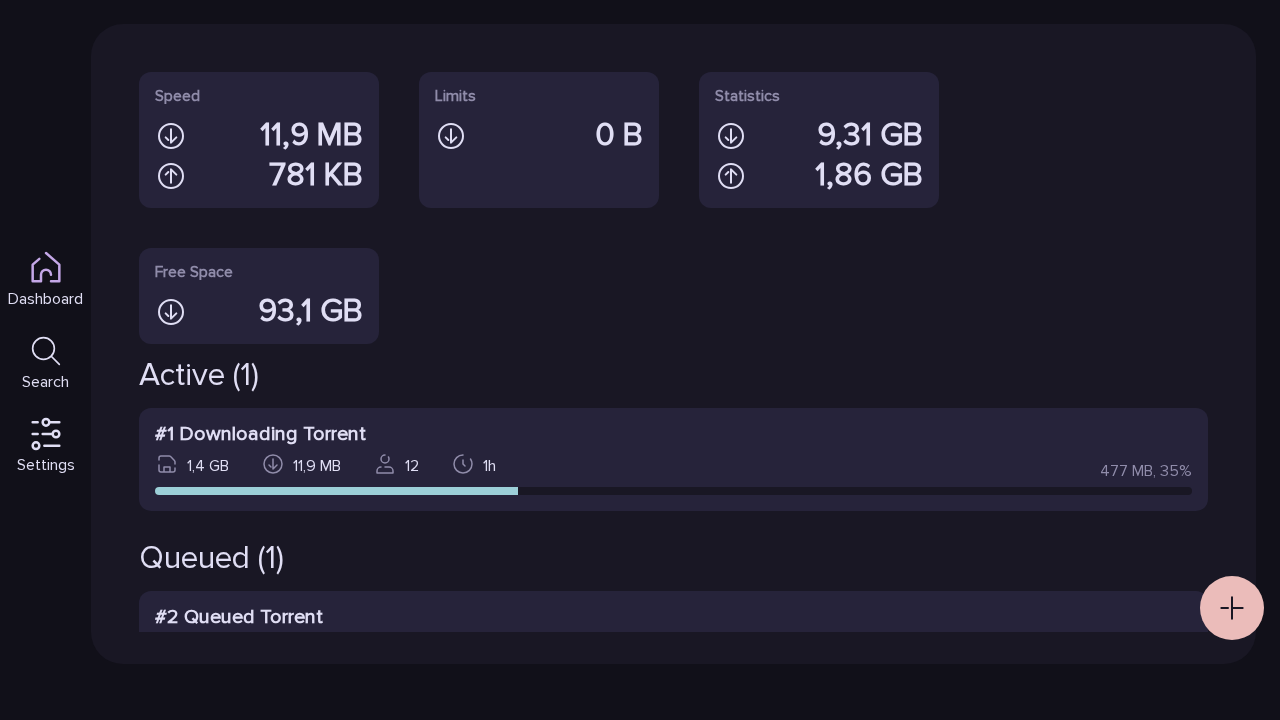 Dashboard
Search
Settings
Speed
11,9 MB
781 KB
Limits
0 B
Statistics
9,31 GB
1,86 GB
Free Space
93,1 GB
Active (1)
#1 Downloading Torrent
1,4 GB 11,9 MB 12 1h
477 MB, 35%
Queued (1)
#2 Queued Torrent